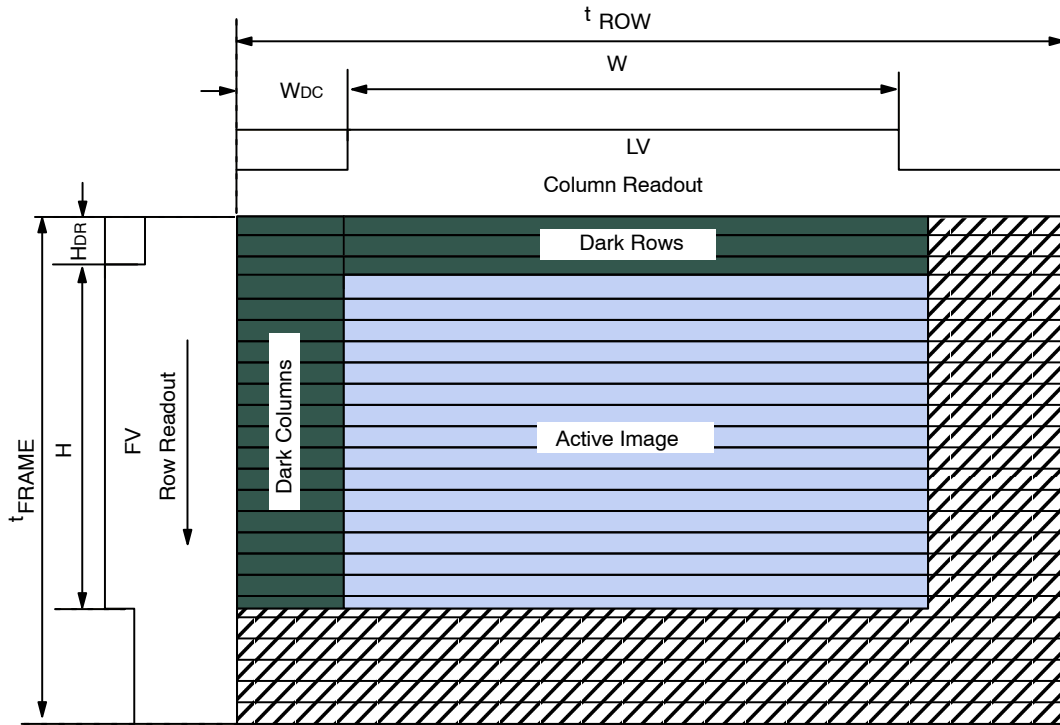 t ROW
W
WDC
LV
Column Readout
HDR
Dark Rows
Dark Columns
Active Image
Row Readout
FV
H
tFRAME